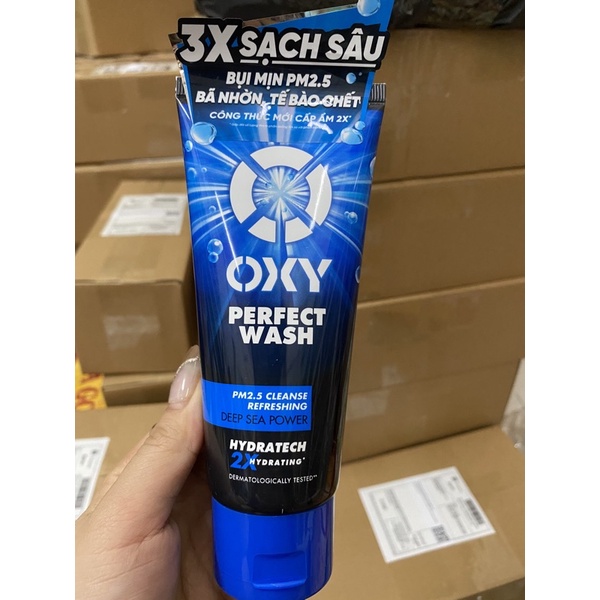 3X SẠCH SÂU
BỤI MỊN PM2.5
BÃ NHỜN, TẾ BÀO CHẾT
CÔNG THỨC MỚI CẤP ẨM 2X*
OXY
PERFECT
WASH
PM2.5 CLEANSE
REFRESHING
DEEP SEA POWER
HYDRATECH
2X HYDRATING*
DERMATOLOGICALLY TESTED**